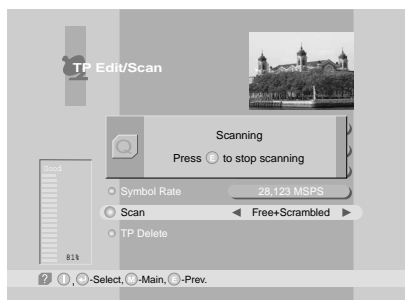 TP Edit/Scan
Scanning
Press E to stop scanning
Good
Symbol Rate 28,123 MSPS
Scan Free+Scrambled
TP Delete
81%
? , -Select, M-Main, E-Prev.